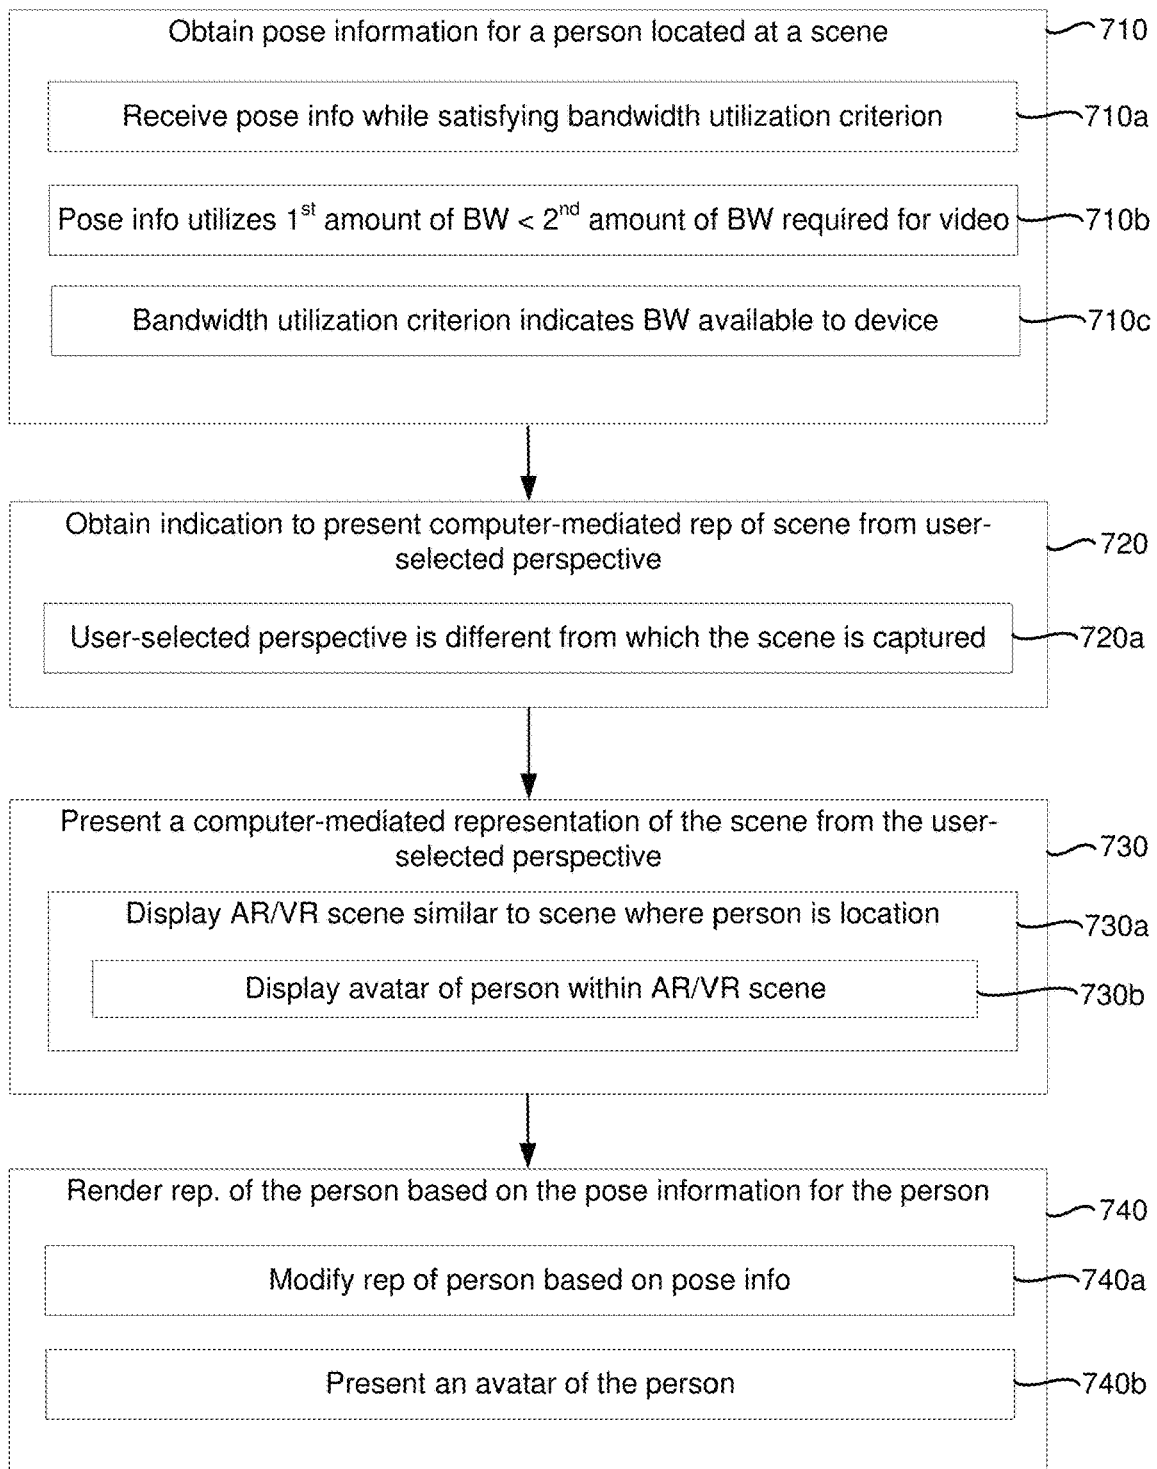 Obtain pose information for a person located at a scene
710
Receive pose info while satisfying bandwidth utilization criterion
710a
Pose info utilizes 1st amount of BW < 2nd amount of BW required for video
710b
Bandwidth utilization criterion indicates BW available to device
710c
Obtain indication to present computer-mediated rep of scene from user-
selected perspective
720
User-selected perspective is different from which the scene is captured
720a
Present a computer-mediated representation of the scene from the user-
selected perspective
730
Display AR/VR scene similar to scene where person is location
730a
Display avatar of person within AR/VR scene
730b
Render rep. of the person based on the pose information for the person
740
Modify rep of person based on pose info
740a
Present an avatar of the person
740b